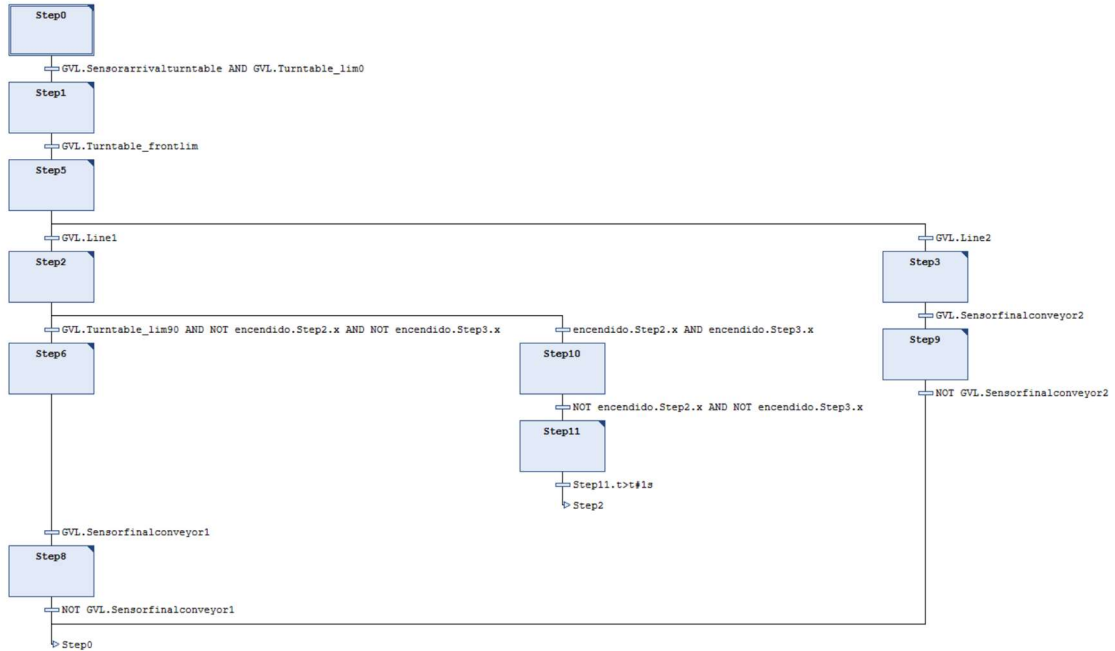 Step0
GVL.Sensorarrivalturntable AND GVL.Turntable_lim0
Step1
GVL.Turntable_frontlim
Step5
GVL.Line1
GVL.Line2
Step2
Step3
GVL.Turntable_lim90 AND NOT encendido.Step2.x AND NOT encendido.Step3.x
encendido.Step2.x AND encendido.Step3.x
GVL.Sensorfinalconveyor2
Step6
Step10
Step9
NOT encendido.Step2.x AND NOT encendido.Step3.x
NOT GVL.Sensorfinalconveyor2
Step11
Step11.t>t#1s
Step2
GVL.Sensorfinalconveyor1
Step8
NOT GVL.Sensorfinalconveyor1
Step0